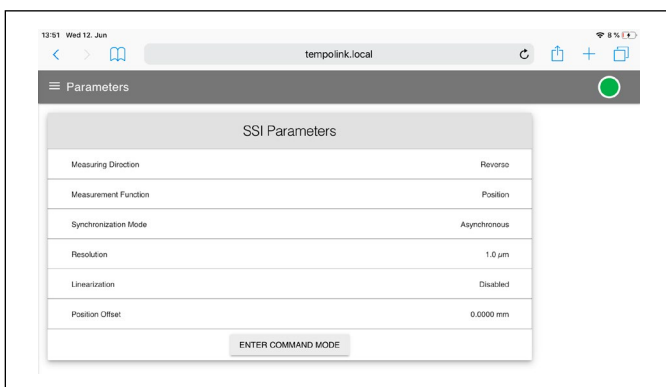 13:51 Wed 12. Jun 8 %
tempolink.local
Parameters
SSI Parameters
Measuring Direction Reverse
Measurement Function Position
Synchronization Mode Asynchronous
Resolution 1.0 µm
Linearization Disabled
Position Offset 0.0000 mm
ENTER COMMAND MODE